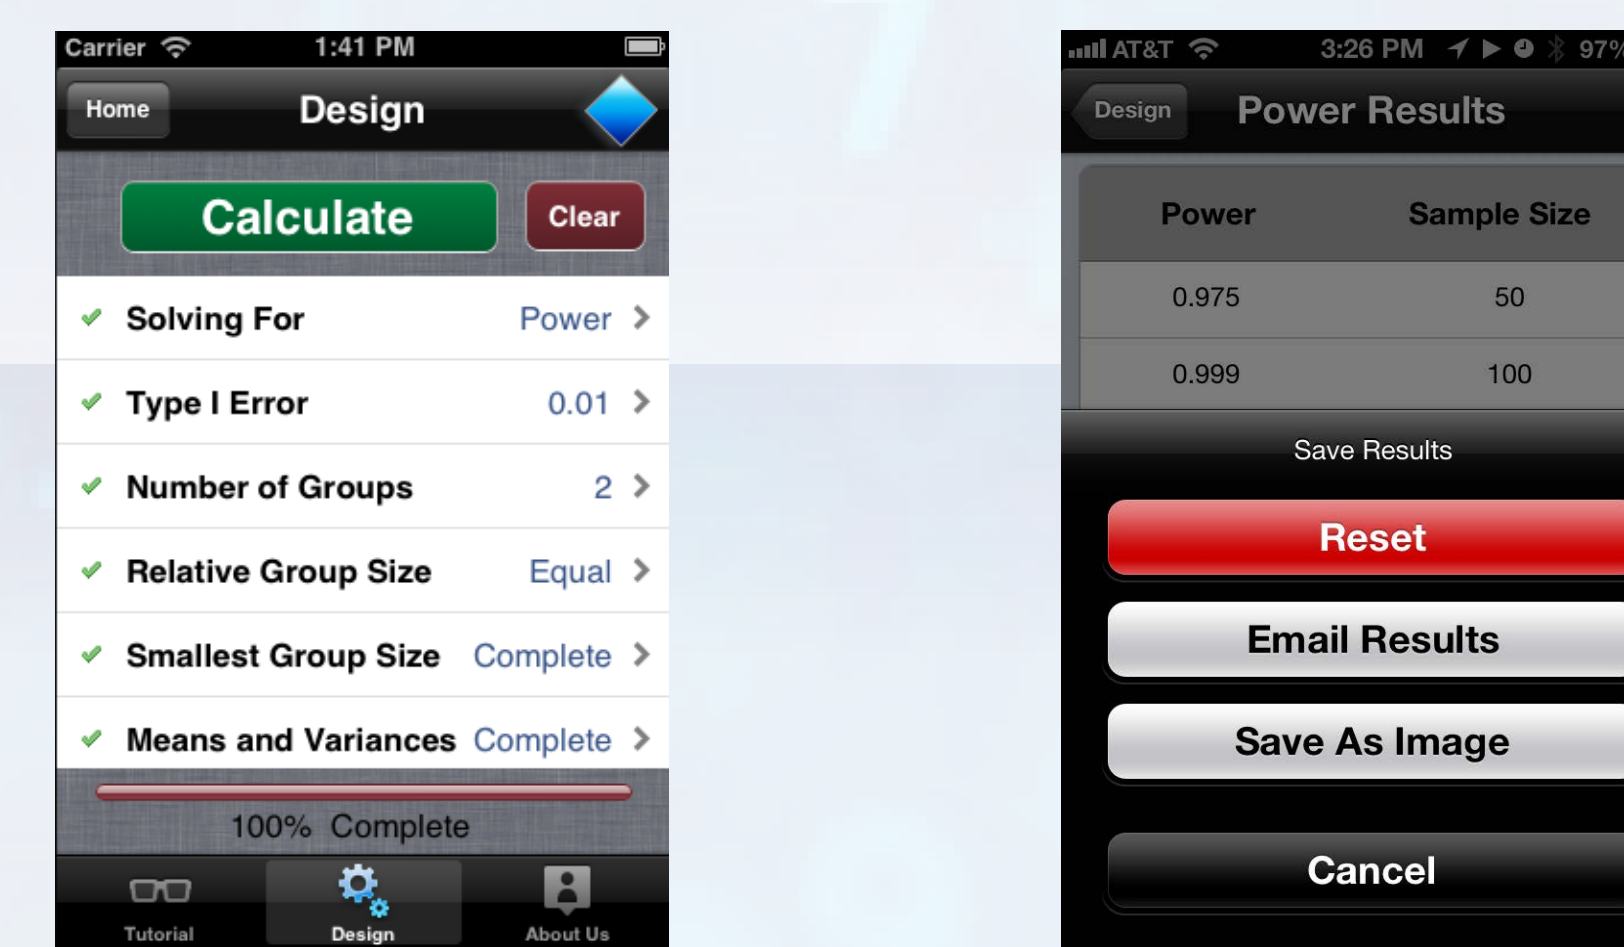 Carrier 1:41 PM
Home Design
Calculate Clear
Solving For Power
Type I Error 0.01
Number of Groups 2
Relative Group Size Equal
Smallest Group Size Complete
Means and Variances Complete
100% Complete
Tutorial Design About Us
AT&T 3:26 PM 97%
Design Power Results
Power Sample Size
0.975 50
0.999 100
Save Results
Reset
Email Results
Save As Image
Cancel